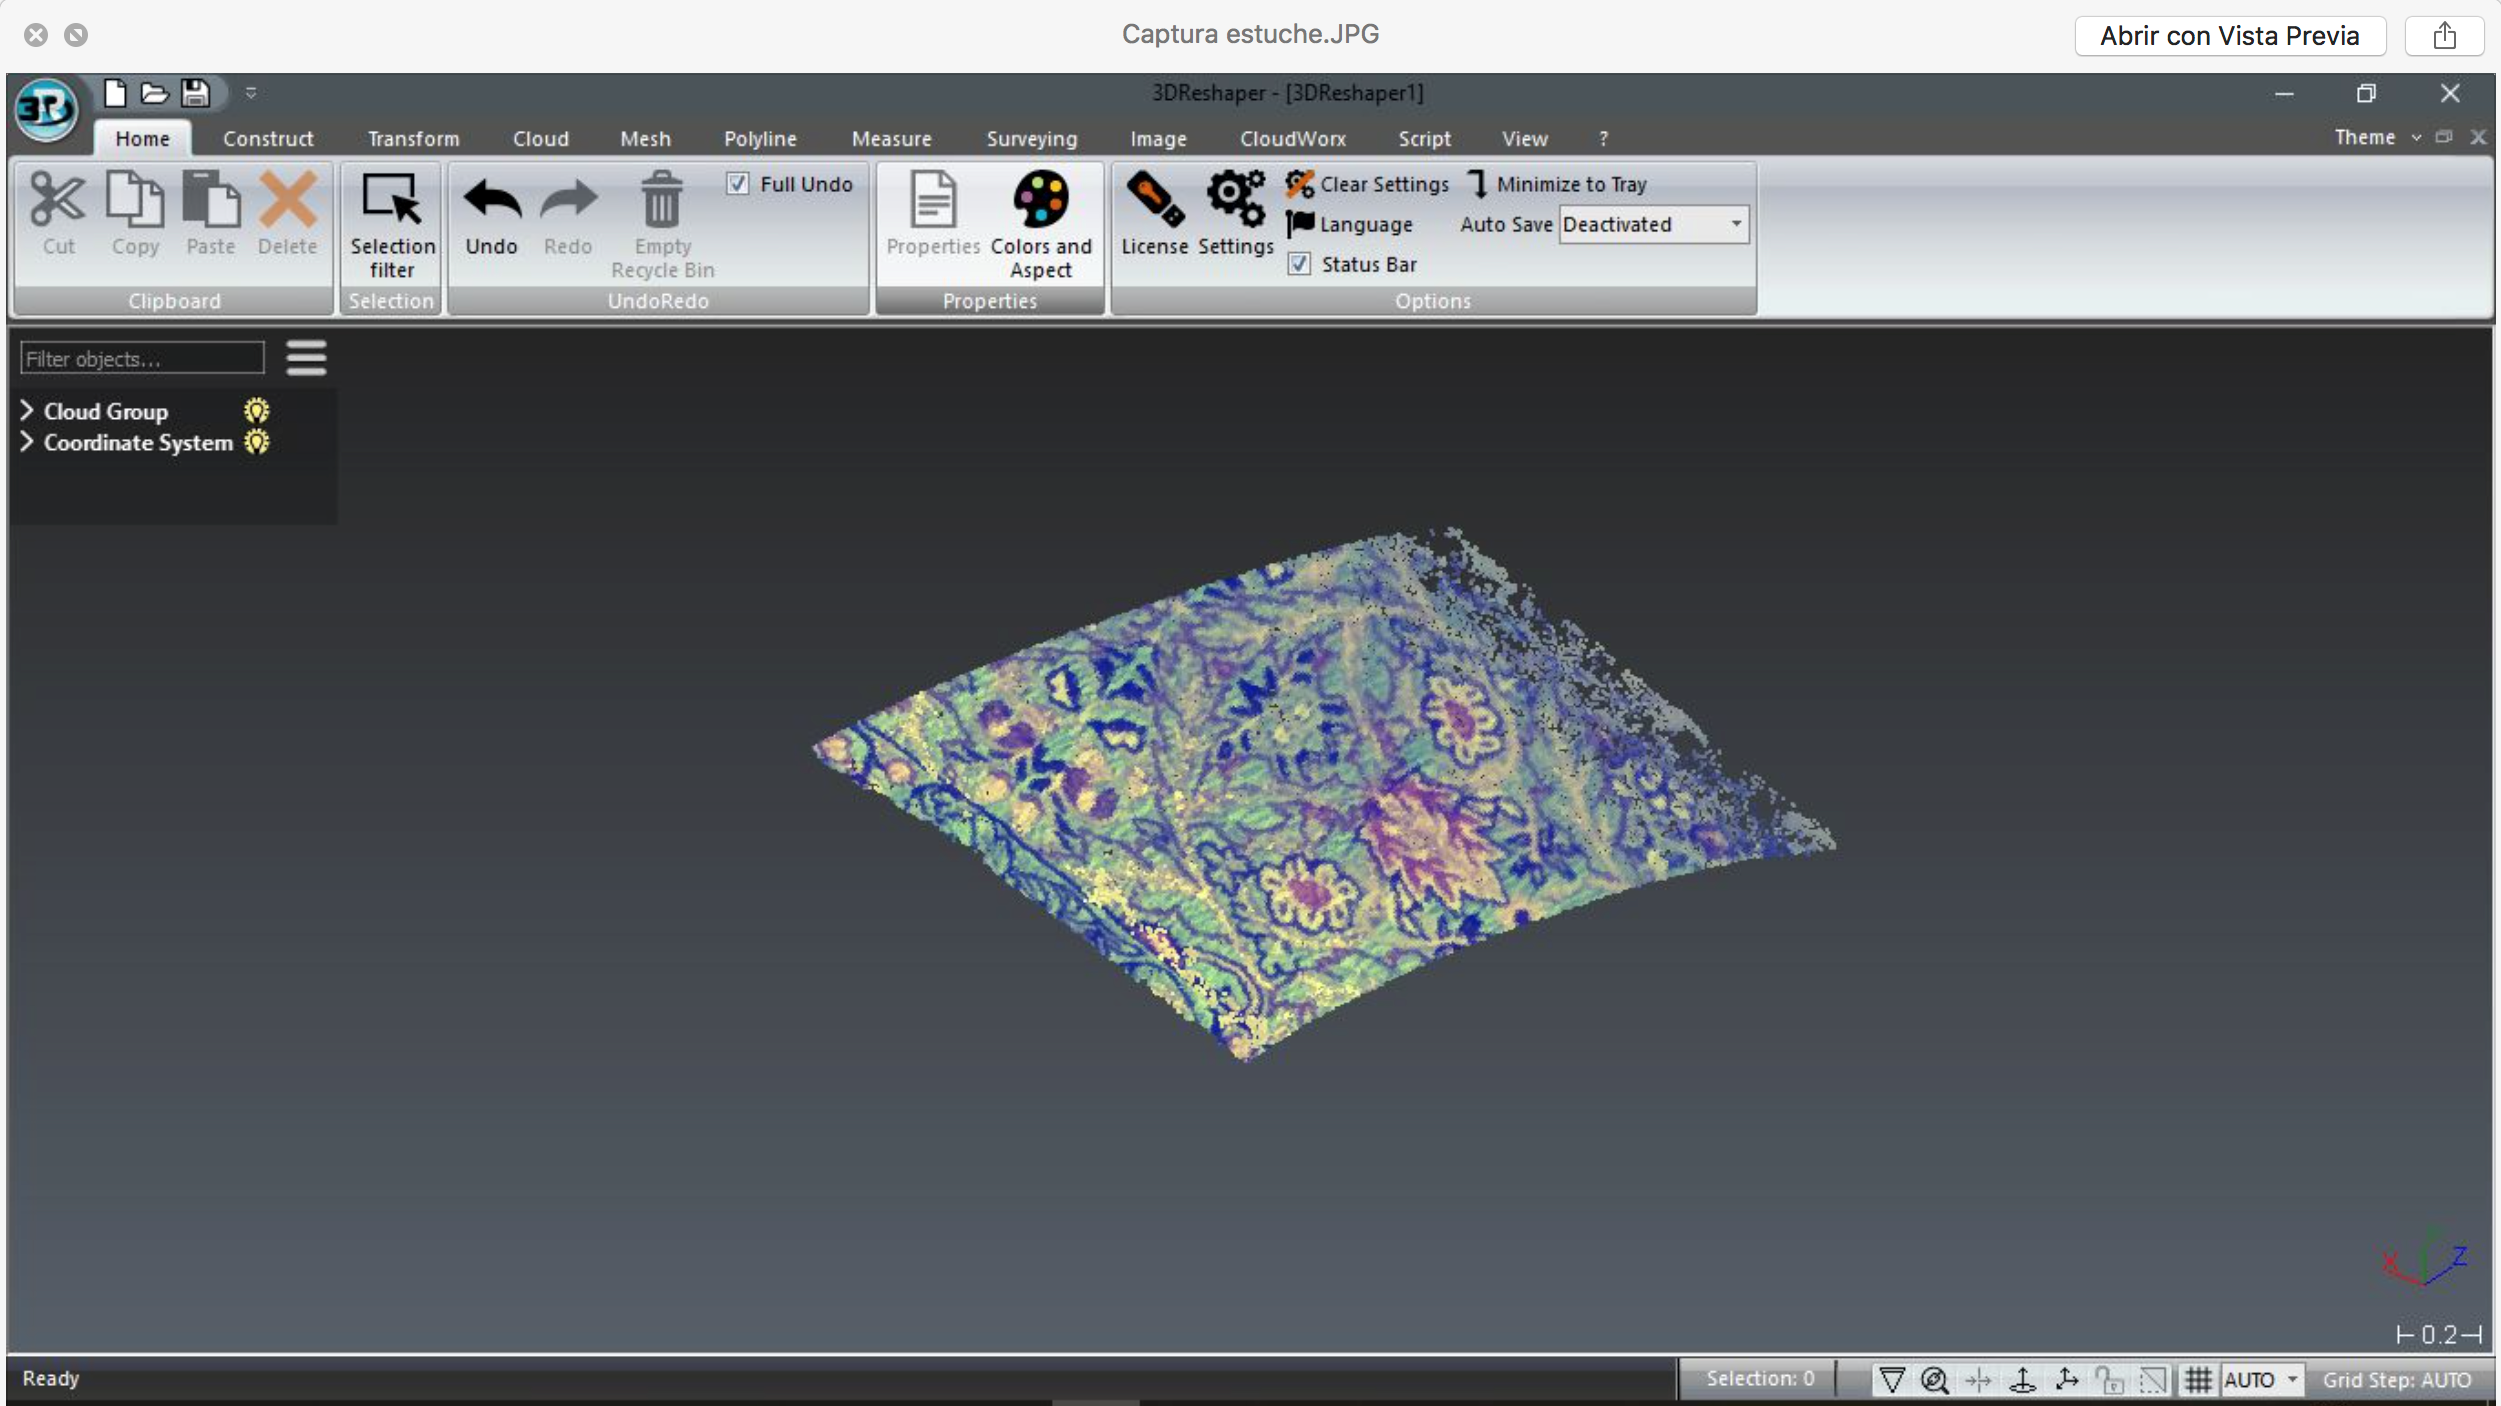 Captura estuche.JPG
Abrir con Vista Previa
3DReshaper - [3DReshaper1]
3R
Home Construct Transform Cloud Mesh Polyline Measure Surveying Image CloudWorx Script View ?
Theme
Cut Copy Paste Delete
Clipboard
Selection
filter
Selection
Undo Redo Empty
Recycle Bin
Full Undo
UndoRedo
Properties Colors and
Aspect
Properties
License Settings
Clear Settings
Language
Status Bar
Minimize to Tray
Auto Save Deactivated
Options
Filter objects...
Cloud Group
Coordinate System
X Z
0.2
Ready
Selection: 0
AUTO
Grid Step: AUTO